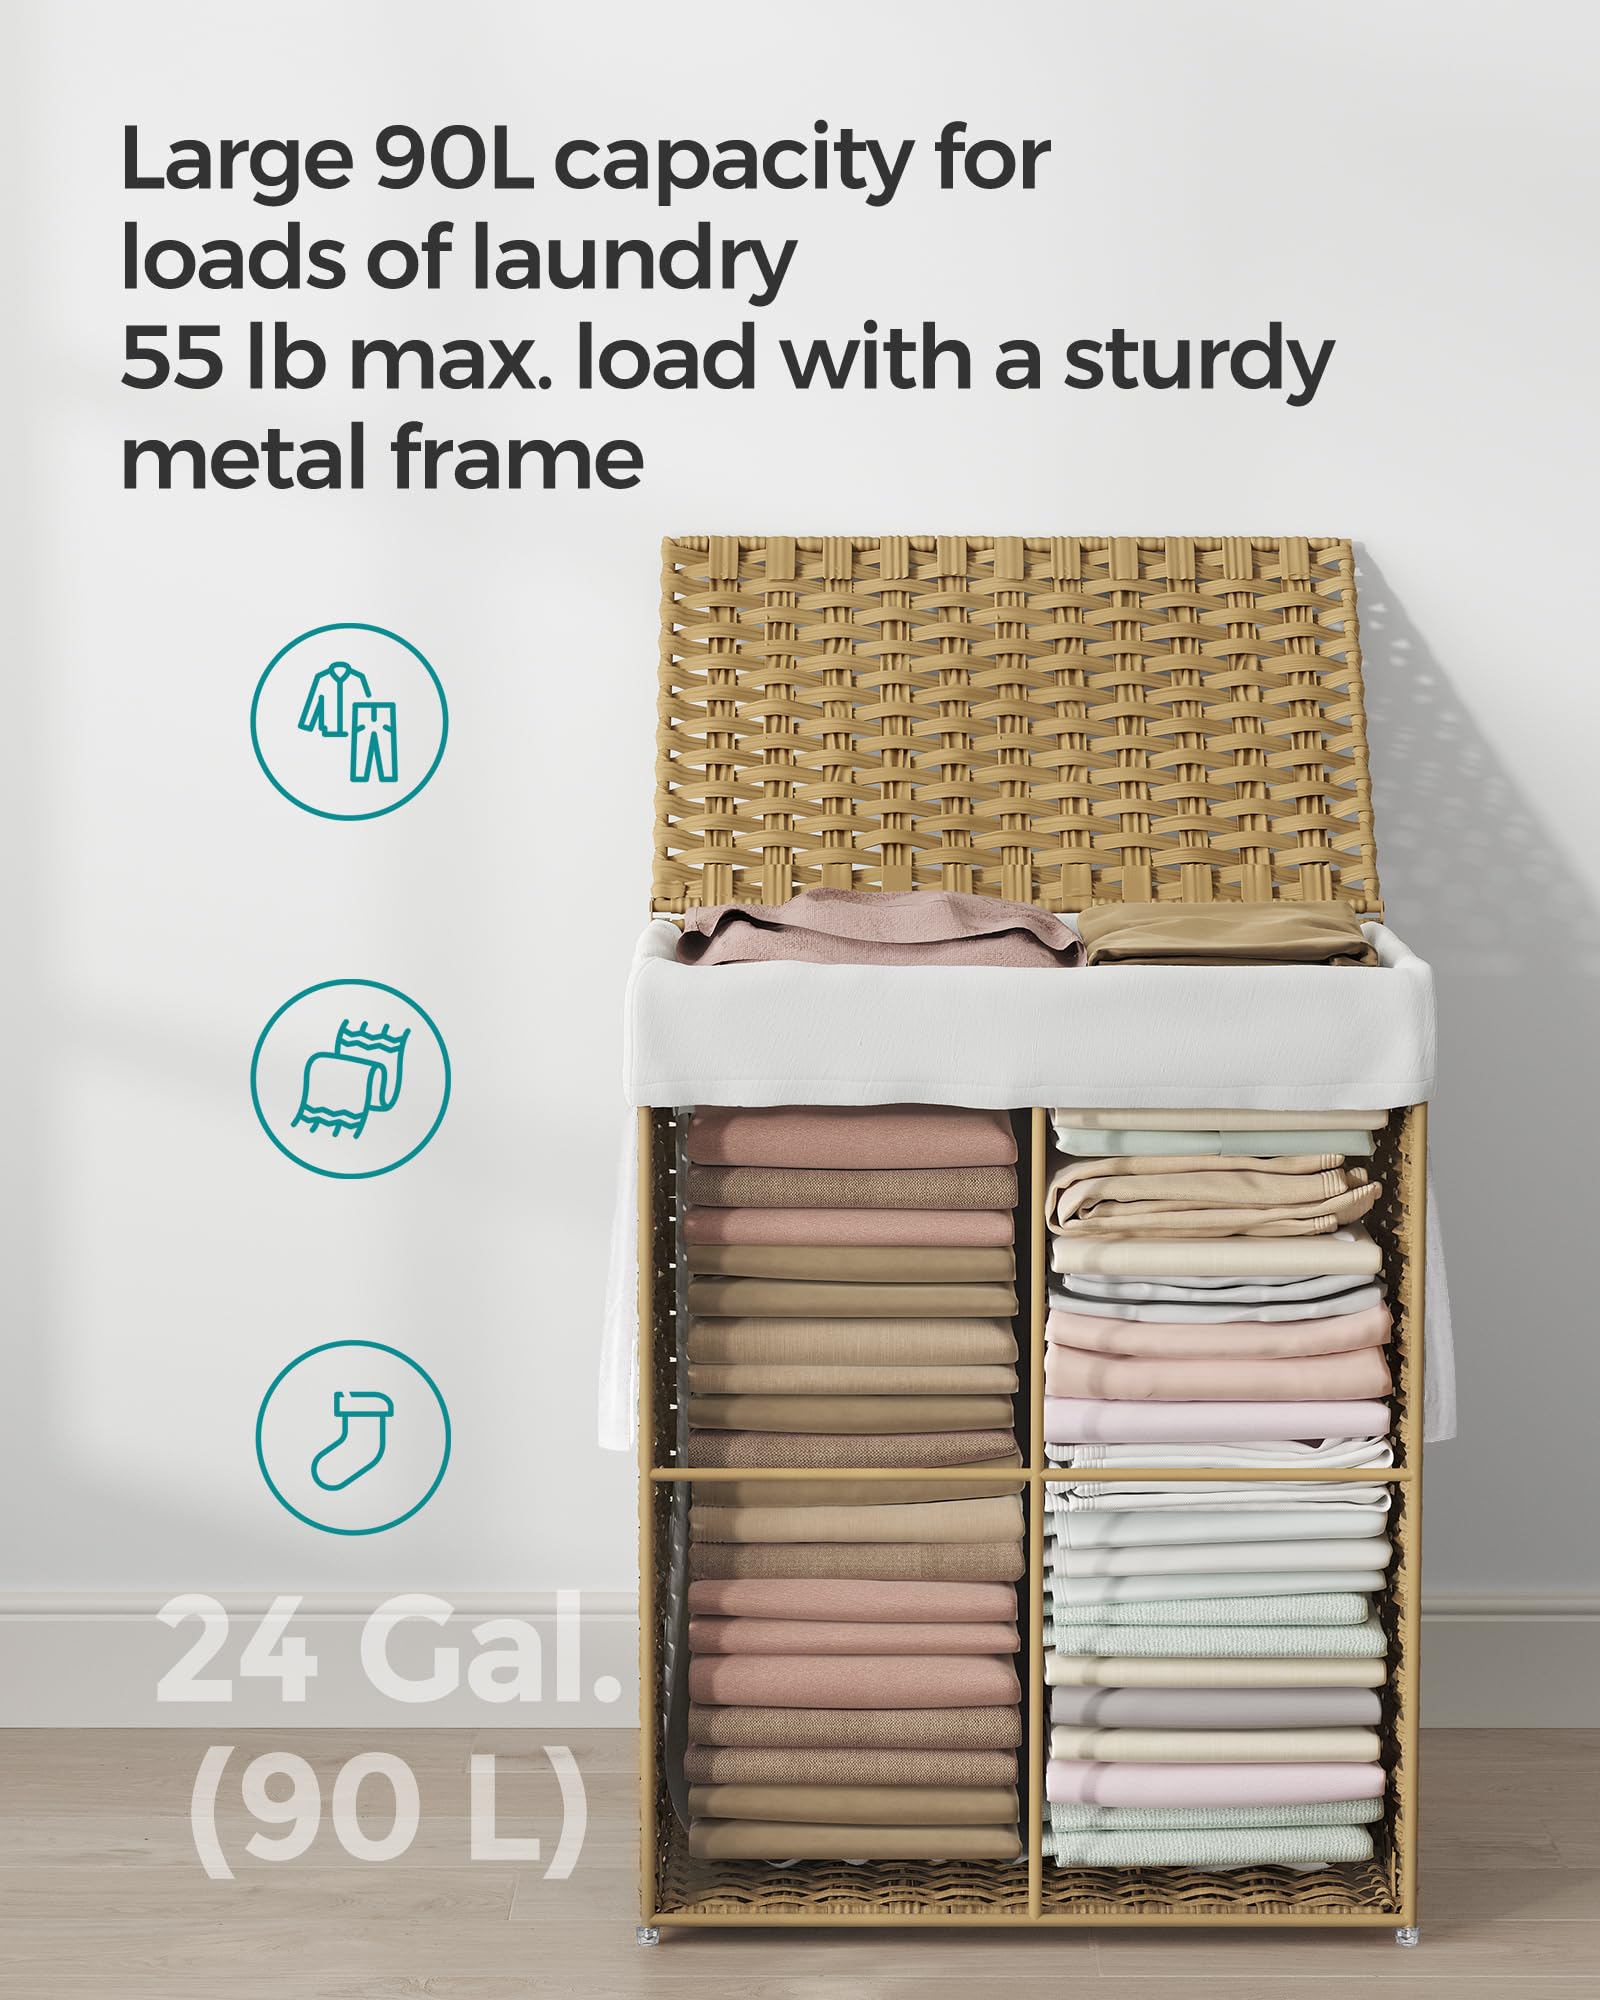 Large 90L capacity for
loads of laundry
55 lb max. load with a sturdy
metal frame
24 Gal.
(90 L)